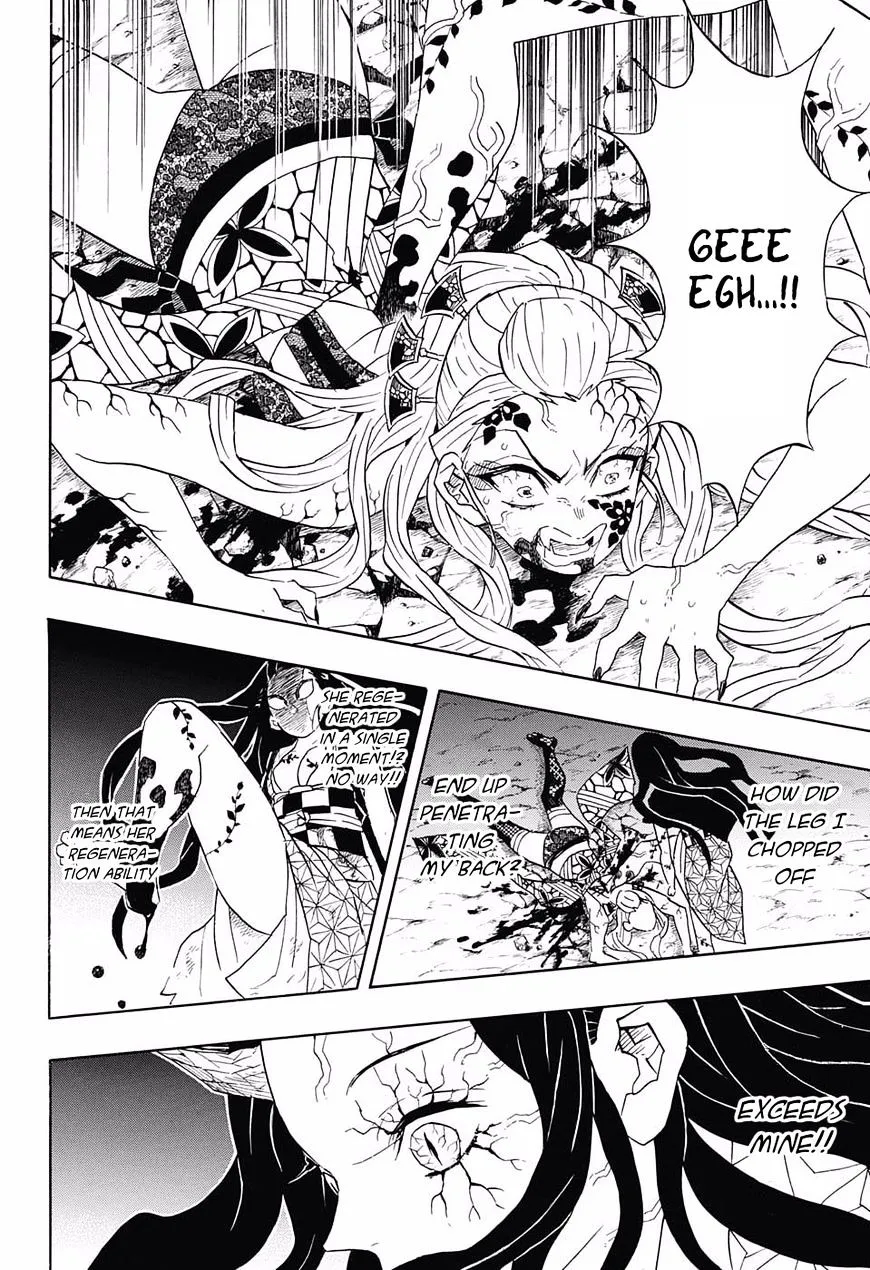 GEEE
EGH...!!
HOW DID
THE LEG I
CHOPPED
OFF
END UP
PENETRA-
TING
MY BACK?
SHE REGE-
NERATED
IN A SINGLE
MOMENT!?
NO WAY!!
THEN THAT
MEANS HER
REGENERA-
TION ABILITY
EXCEEDS
MINE!!